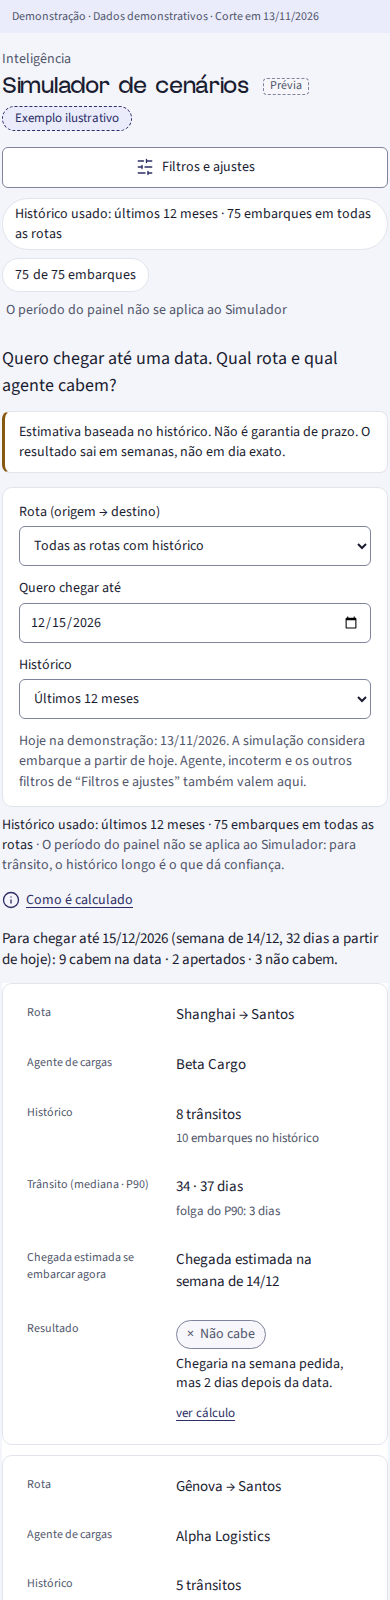 Demonstração · Dados demonstrativos · Corte em 13/11/2026
Inteligência
Simulador de cenários
Prévia
Exemplo ilustrativo
Filtros e ajustes
Histórico usado: últimos 12 meses · 75 embarques em todas
as rotas
75 de 75 embarques
O período do painel não se aplica ao Simulador
Quero chegar até uma data. Qual rota e qual
agente cabem?
Estimativa baseada no histórico. Não é garantia de prazo. O
resultado sai em semanas, não em dia exato.
Rota (origem → destino)
Todas as rotas com histórico
Quero chegar até
12/15/2026
Histórico
Últimos 12 meses
Hoje na demonstração: 13/11/2026. A simulação considera
embarque a partir de hoje. Agente, incoterm e os outros
filtros de “Filtros e ajustes” também valem aqui.
Histórico usado: últimos 12 meses · 75 embarques em todas as
rotas · O período do painel não se aplica ao Simulador: para
trânsito, o histórico longo é o que dá confiança.
Como é calculado
Para chegar até 15/12/2026 (semana de 14/12, 32 dias a partir
de hoje): 9 cabem na data · 2 apertados · 3 não cabem.
Rota
Shanghai → Santos
Agente de cargas
Beta Cargo
Histórico
8 trânsitos
10 embarques no histórico
Trânsito (mediana · P90)
34 · 37 dias
folga do P90: 3 dias
Chegada estimada se
embarcar agora
Chegada estimada na
semana de 14/12
Resultado
× Não cabe
Chegaria na semana pedida,
mas 2 dias depois da data.
ver cálculo
Rota
Gênova → Santos
Agente de cargas
Alpha Logistics
Histórico
5 trânsitos